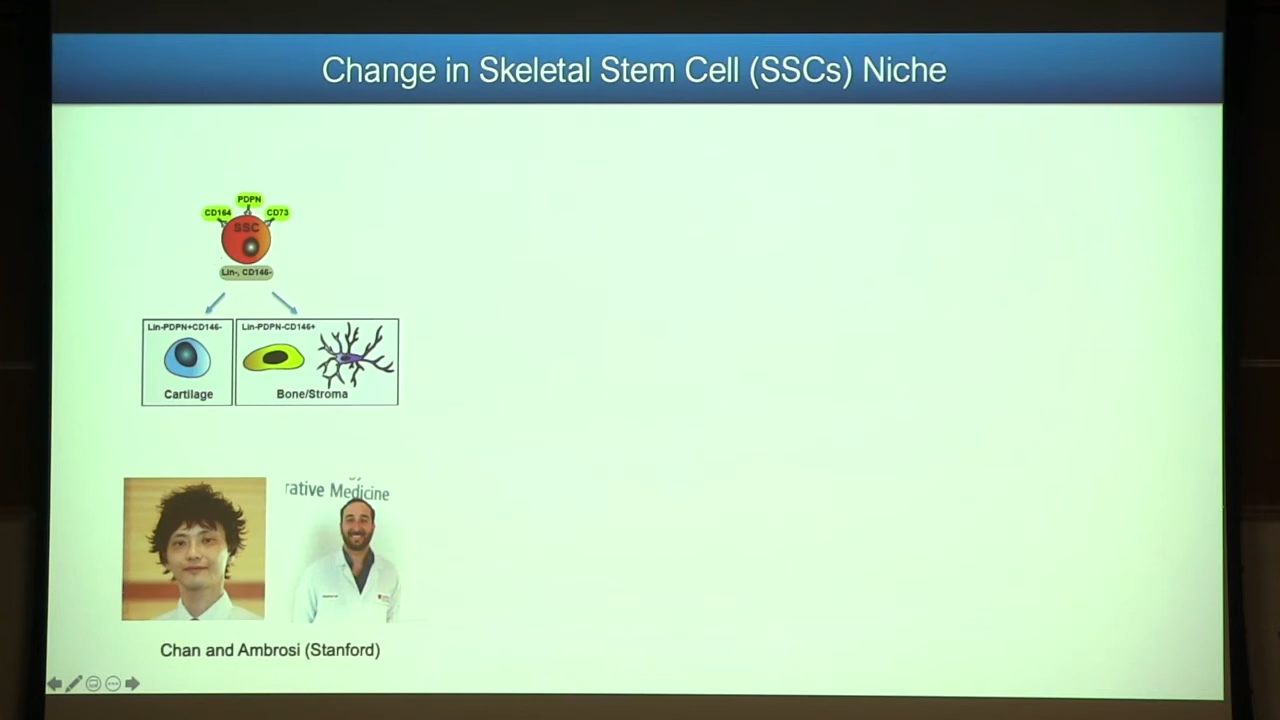 Change in Skeletal Stem Cell (SSCs) Niche
PDPN
CD164
CD73
SSC
Lin-, CD146-
Lin-PDPN+CD146-
Lin-PDPN-CD146+
Cartilage
Bone/Stroma
rative Medicine
Chan and Ambrosi (Stanford)